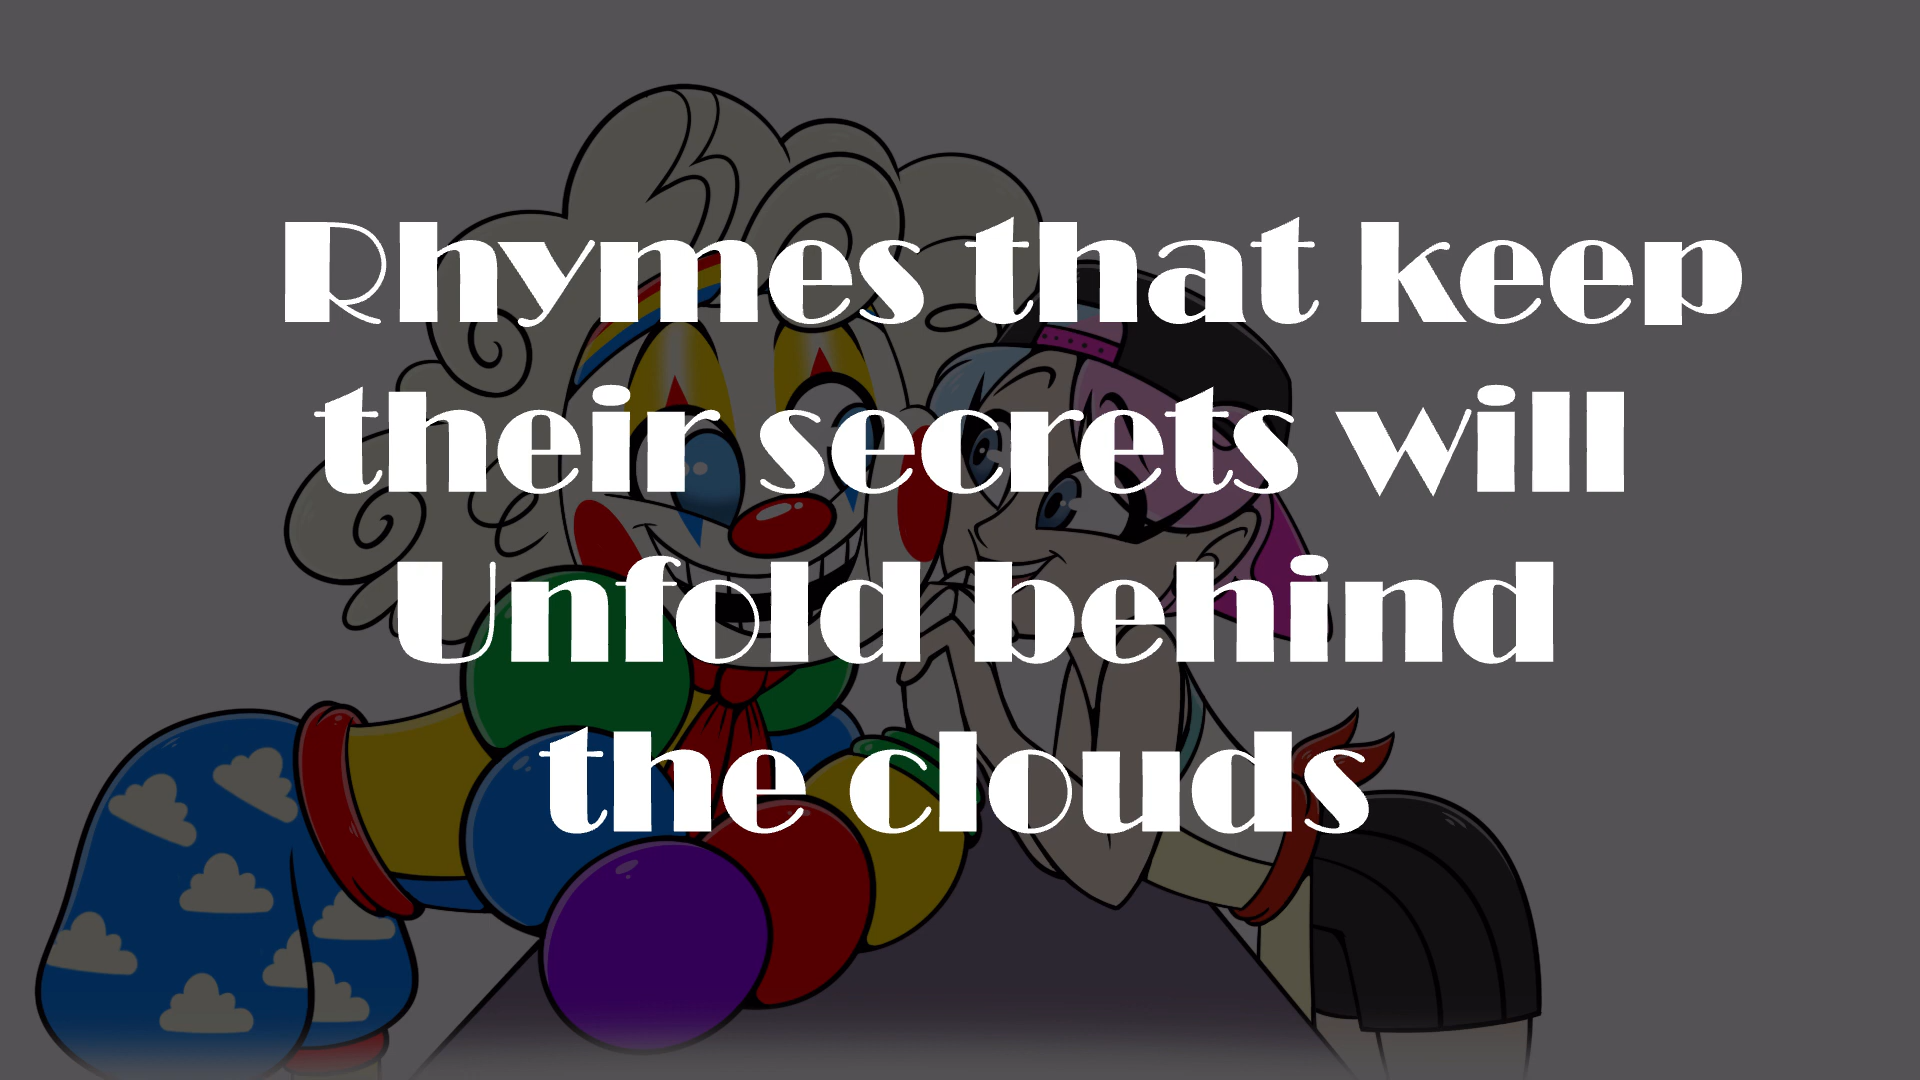 Rhymes that keep
their secrets will
Unfold behind
the clouds